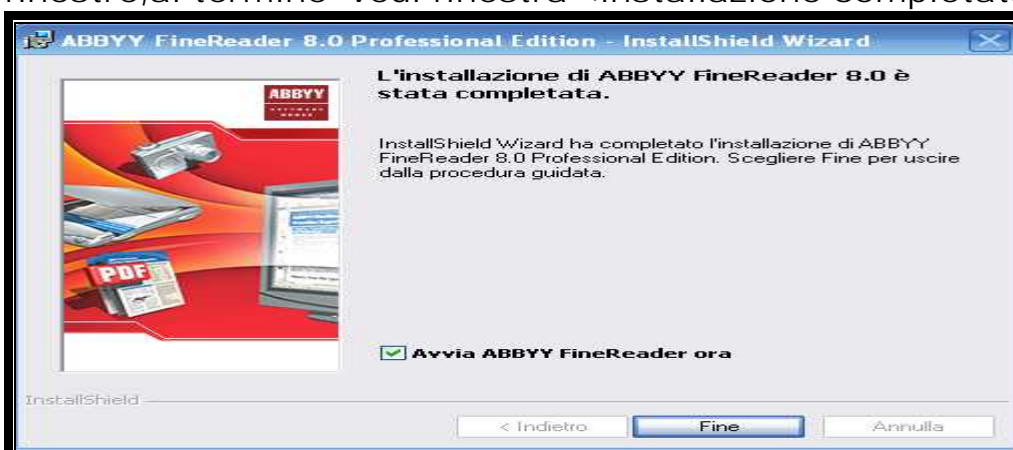 ABBYY FineReader 8.0 Professional Edition - InstallShield Wizard
L'installazione di ABBYY FineReader 8.0 è
stata completata.
ABBYY
InstallShield Wizard ha completato l'installazione di ABBYY
FineReader 8.0 Professional Edition. Scegliere Fine per uscire
dalla procedura guidata.
PDF
Avvia ABBYY FineReader ora
InstallShield
< Indietro
Fine
Annulla